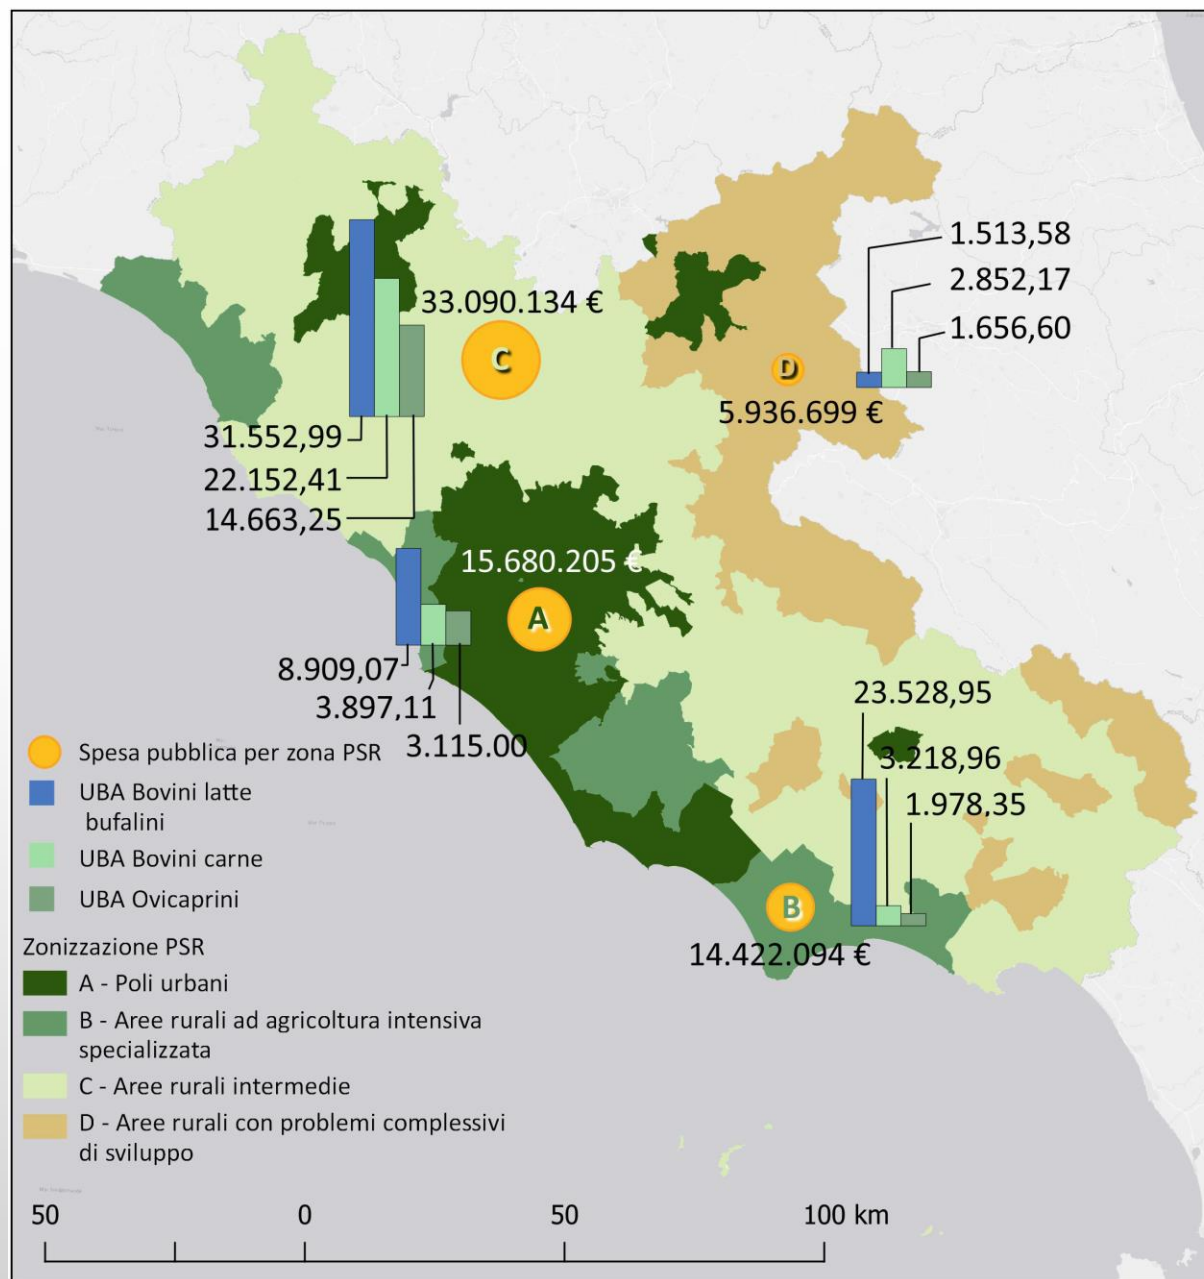 1.513,58
2.852,17
1.656,60
33.090.134 €
C
D
5.936.699 €
31.552,99
22.152,41
14.663,25
15.680.205 €
A
8.909,07
3.897,11
3.115.00
23.528,95
3.218,96
1.978,35
B
14.422.094 €
Spesa pubblica per zona PSR
UBA Bovini latte
bufalini
UBA Bovini carne
UBA Ovicaprini
Zonizzazione PSR
A - Poli urbani
B - Aree rurali ad agricoltura intensiva
specializzata
C - Aree rurali intermedie
D - Aree rurali con problemi complessivi
di sviluppo
50 0 50 100 km